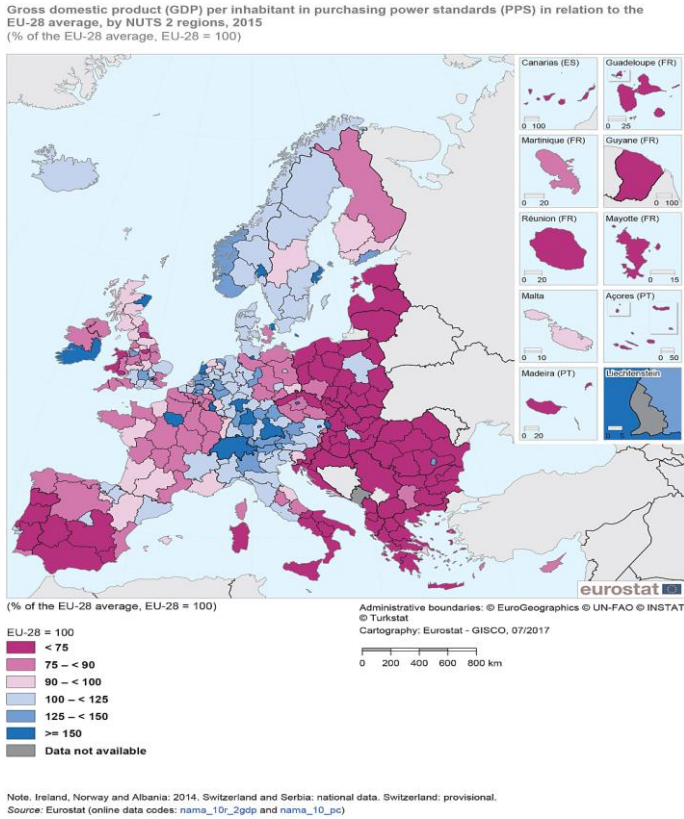 Gross domestic product (GDP) per inhabitant in purchasing power standards (PPS) in relation to the
EU-28 average, by NUTS 2 regions, 2015
(% of the EU-28 average, EU-28 = 100)
Canarias (ES)
0 100
Guadeloupe (FR)
0 25
Martinique (FR)
0 20
Guyane (FR)
0 100
Réunion (FR)
0 20
Mayotte (FR)
0 15
Malta
0 10
Açores (PT)
0 50
Madeira (PT)
0 20
Liechtenstein
0 5
eurostat
(% of the EU-28 average, EU-28 = 100)
Administrative boundaries: © EuroGeographics © UN-FAO © INSTAT
© Turkstat
Cartography: Eurostat - GISCO, 07/2017
0 200 400 600 800 km
EU-28 = 100
< 75
75 – < 90
90 – < 100
100 – < 125
125 – < 150
>= 150
Data not available
Note. Ireland, Norway and Albania: 2014. Switzerland and Serbia: national data. Switzerland: provisional.
Source: Eurostat (online data codes: nama_10r_2gdp and nama_10_pc)